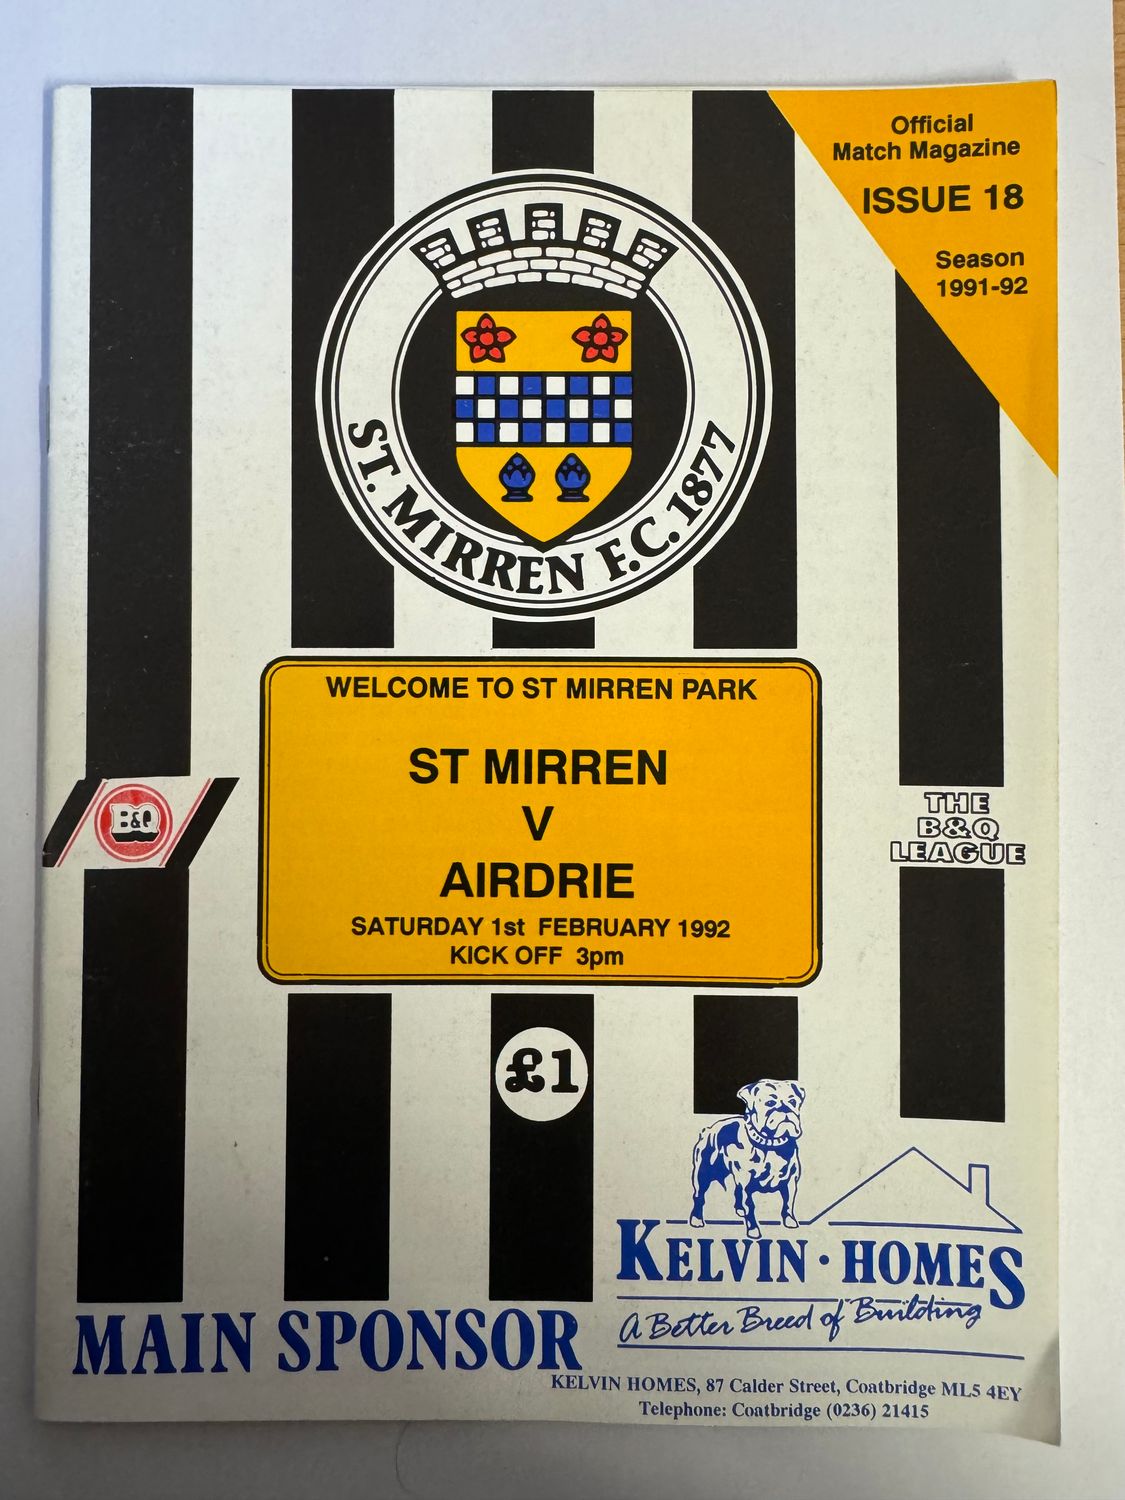 Official
Match Magazine
ISSUE 18
Season
1991-92
ST. MIRREN F.C. 1877
WELCOME TO ST MIRREN PARK
ST MIRREN
V
AIRDRIE
SATURDAY 1st FEBRUARY 1992
KICK OFF 3pm
B&Q
THE
B&Q
LEAGUE
£1
KELVIN · HOMES
A Better Breed of Building
MAIN SPONSOR
KELVIN HOMES, 87 Calder Street, Coatbridge ML5 4EY
Telephone: Coatbridge (0236) 21415